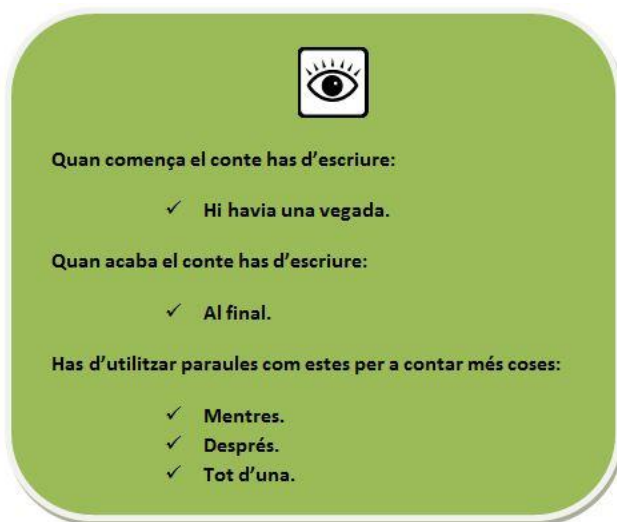 Quan comença el conte has d’escriure:
✓ Hi havia una vegada.
Quan acaba el conte has d’escriure:
✓ Al final.
Has d’utilitzar paraules com estes per a contar més coses:
✓ Mentres.
✓ Després.
✓ Tot d’una.